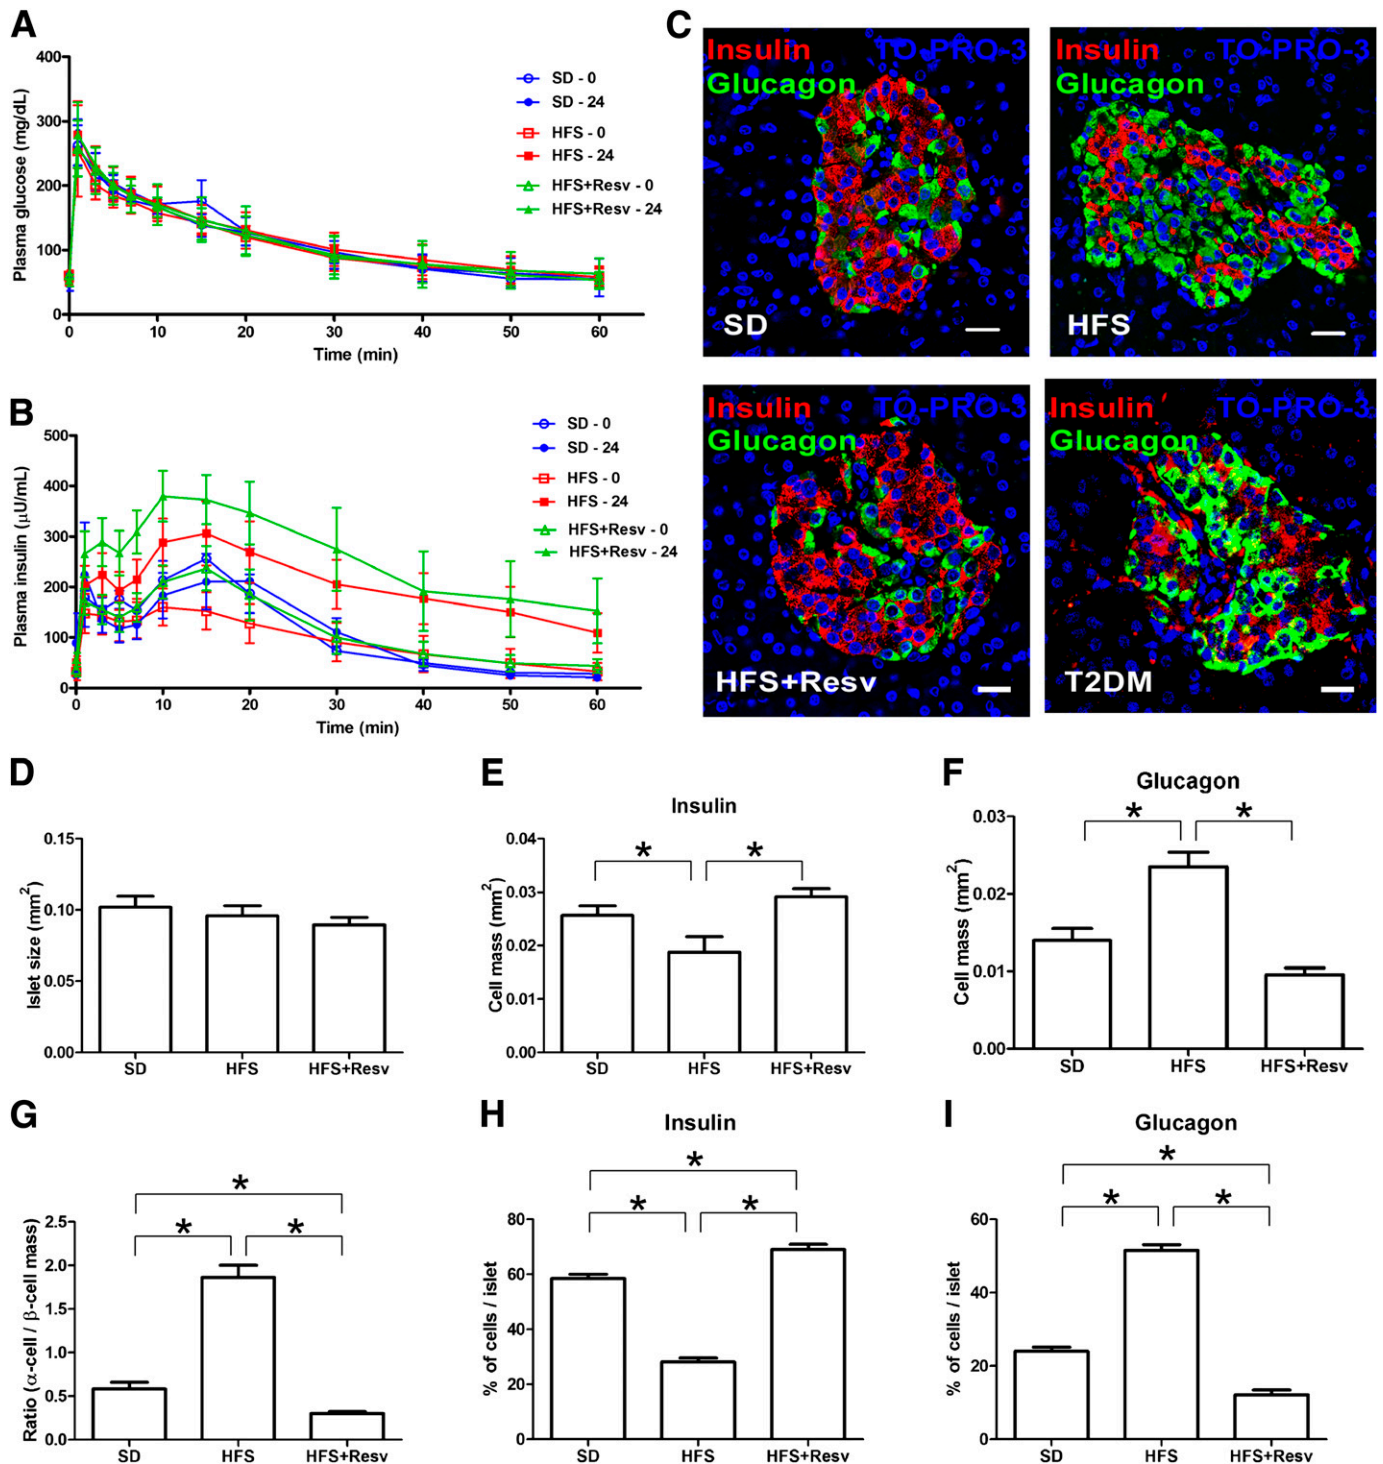 A
400
300
200
100
0
Plasma glucose (mg/dL)
0 10 20 30 40 50 60
Time (min)
SD - 0
SD - 24
HFS - 0
HFS - 24
HFS+Resv - 0
HFS+Resv - 24
B
500
400
300
200
100
0
Plasma insulin (μU/mL)
0 10 20 30 40 50 60
Time (min)
SD - 0
SD - 24
HFS - 0
HFS - 24
HFS+Resv - 0
HFS+Resv - 24
C
Insulin TO-PRO-3
Glucagon
SD
Insulin TO-PRO-3
Glucagon
HFS
Insulin TO-PRO-3
Glucagon
HFS+Resv
Insulin TO-PRO-3
Glucagon
T2DM
D
0.15
0.10
0.05
0.00
Islet size (mm²)
SD HFS HFS+Resv
E
Insulin
0.04
0.03
0.02
0.01
0.00
Cell mass (mm²)
* *
SD HFS HFS+Resv
F
Glucagon
0.03
0.02
0.01
0.00
Cell mass (mm²)
* *
SD HFS HFS+Resv
G
*
* *
2.5
2.0
1.5
1.0
0.5
0.0
Ratio (α-cell / β-cell mass)
SD HFS HFS+Resv
H
Insulin
*
* *
80
60
40
20
0
% of cells / islet
SD HFS HFS+Resv
I
Glucagon
*
* *
60
40
20
0
% of cells / islet
SD HFS HFS+Resv